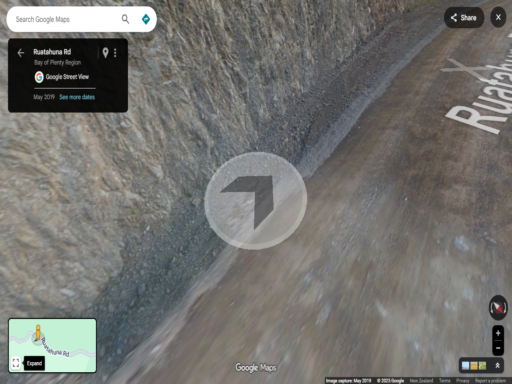 Search Google Maps
Share
X
Ruatahuna Rd
Bay of Plenty Region
Google Street View
May 2019
See more dates
Ruatahuna R
Ruatahuna Rd
Expand
Google Maps
Image capture: May 2019
© 2023 Google
New Zealand
Terms
Privacy
Report a problem